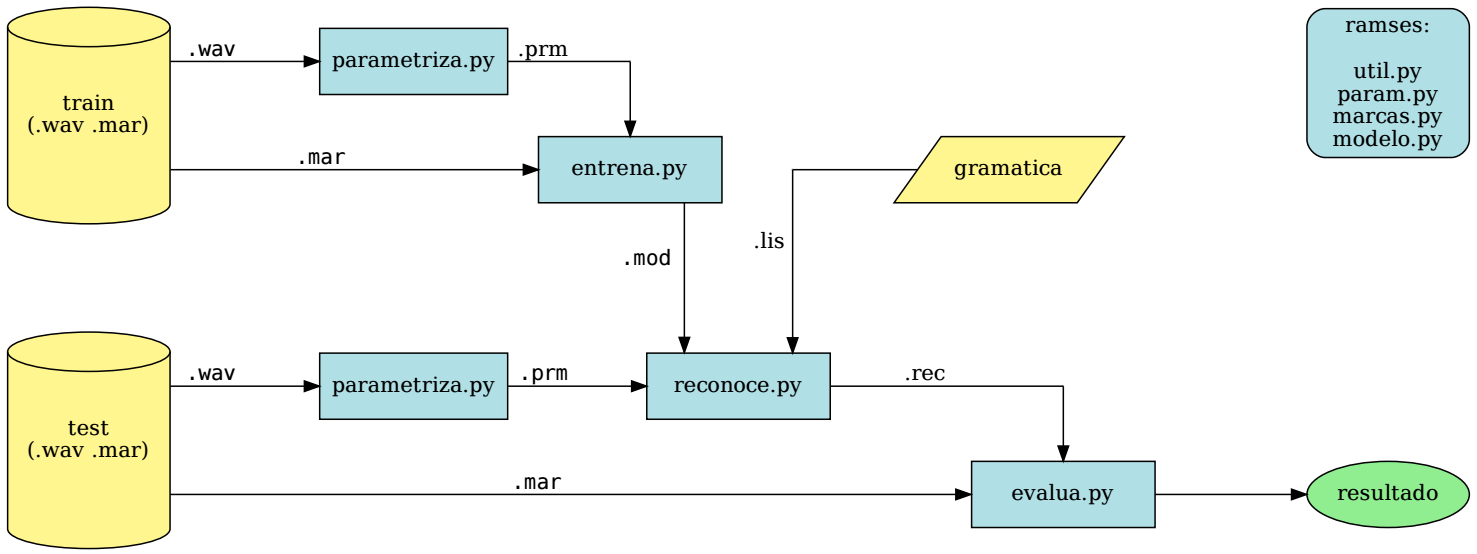 train
(.wav .mar)
.wav
parametriza.py
.prm
.mar
entrena.py
gramatica
ramses:
util.py
param.py
marcas.py
modelo.py
.mod
.lis
test
(.wav .mar)
.wav
parametriza.py
.prm
reconoce.py
.rec
.mar
evalua.py
resultado